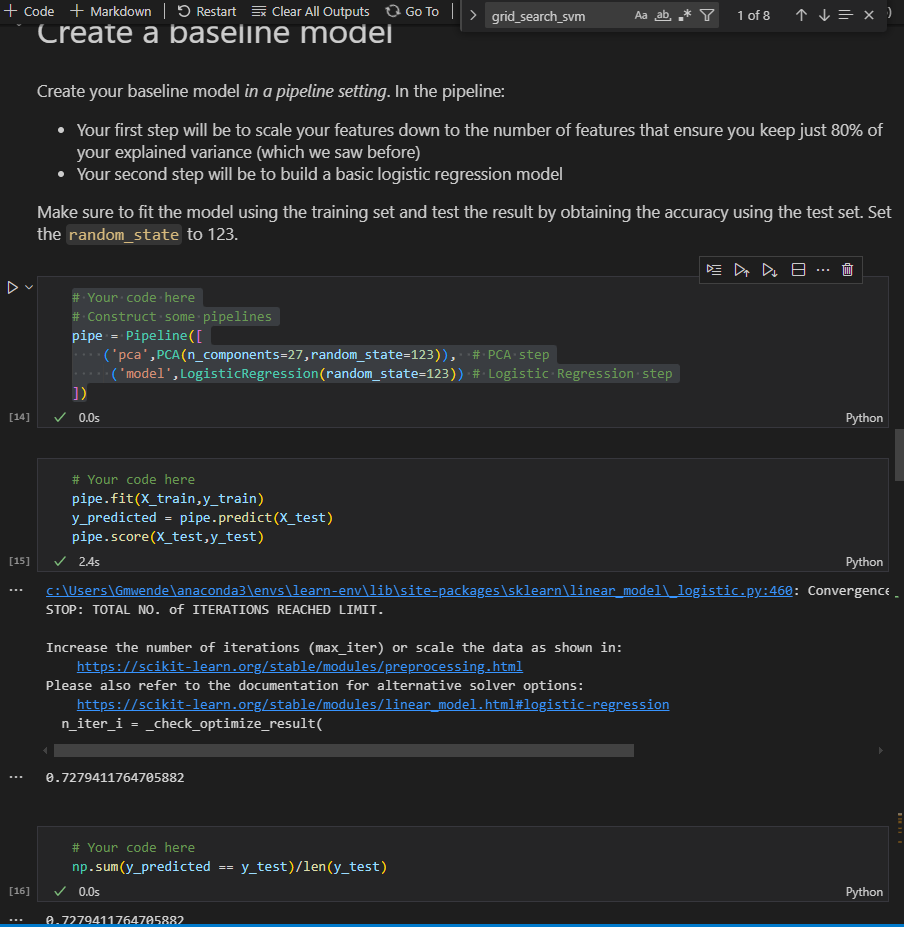 Code Markdown Restart Clear All Outputs Go To
grid_search_svm Aa ab .* 1 of 8
Create a baseline model
Create your baseline model in a pipeline setting. In the pipeline:
• Your first step will be to scale your features down to the number of features that ensure you keep just 80% of
your explained variance (which we saw before)
• Your second step will be to build a basic logistic regression model
Make sure to fit the model using the training set and test the result by obtaining the accuracy using the test set. Set
the random_state to 123.
# Your code here
# Construct some pipelines
pipe = Pipeline([
('pca',PCA(n_components=27,random_state=123)), # PCA step
('model',LogisticRegression(random_state=123)) # Logistic Regression step
])
[14] 0.0s Python
# Your code here
pipe.fit(X_train,y_train)
y_predicted = pipe.predict(X_test)
pipe.score(X_test,y_test)
[15] 2.4s Python
... c:\Users\Gmwende\anaconda3\envs\learn-env\lib\site-packages\sklearn\linear_model\_logistic.py:460: Convergence
STOP: TOTAL NO. of ITERATIONS REACHED LIMIT.
Increase the number of iterations (max_iter) or scale the data as shown in:
https://scikit-learn.org/stable/modules/preprocessing.html
Please also refer to the documentation for alternative solver options:
https://scikit-learn.org/stable/modules/linear_model.html#logistic-regression
n_iter_i = _check_optimize_result(
... 0.7279411764705882
# Your code here
np.sum(y_predicted == y_test)/len(y_test)
[16] 0.0s Python
... 0.7279411764705882